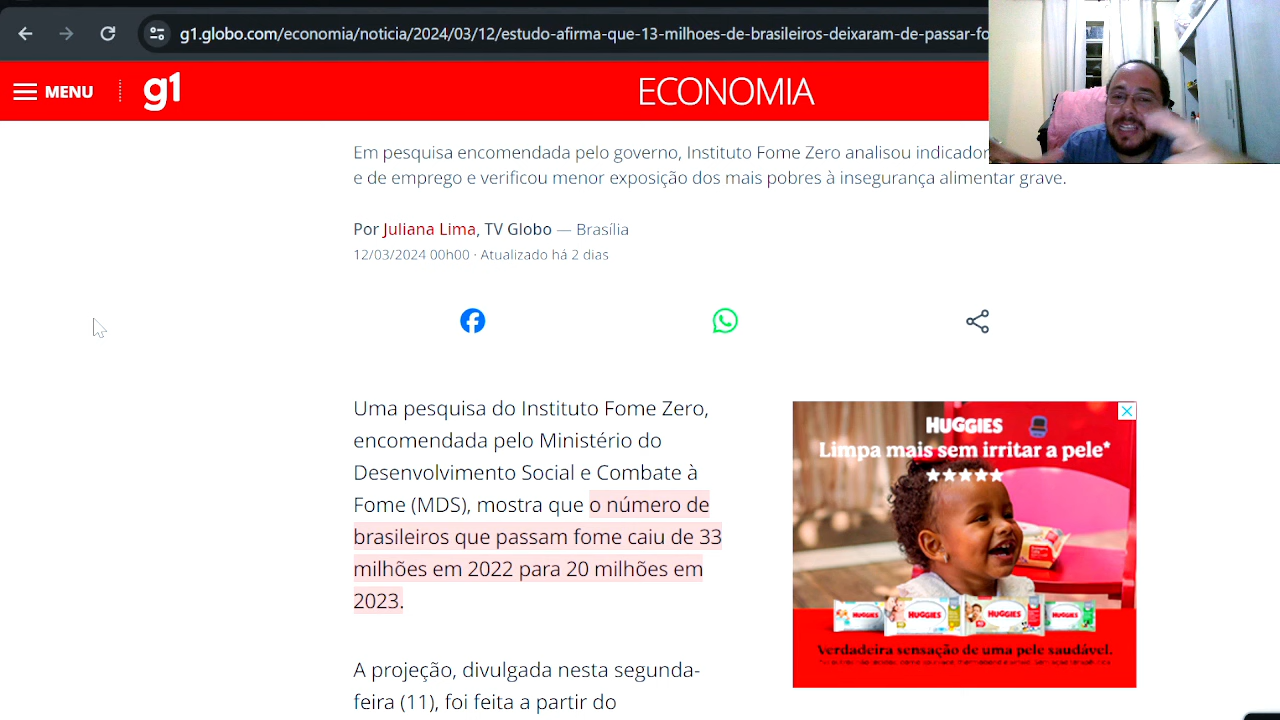 g1.globo.com/economia/noticia/2024/03/12/estudo-afirma-que-13-milhoes-de-brasileiros-deixaram-de-passar-fo
MENU
g1
ECONOMIA
Em pesquisa encomendada pelo governo, Instituto Fome Zero analisou indicador
e de emprego e verificou menor exposição dos mais pobres à insegurança alimentar grave.
Por Juliana Lima, TV Globo — Brasília
12/03/2024 00h00 · Atualizado há 2 dias
Uma pesquisa do Instituto Fome Zero,
encomendada pelo Ministério do
Desenvolvimento Social e Combate à
Fome (MDS), mostra que o número de
brasileiros que passam fome caiu de 33
milhões em 2022 para 20 milhões em
2023.
A projeção, divulgada nesta segunda-
feira (11), foi feita a partir do
HUGGIES
Limpa mais sem irritar a pele*
HUGGIES HUGGIES HUGGIES HUGGIES
Verdadeira sensação de uma pele saudável.